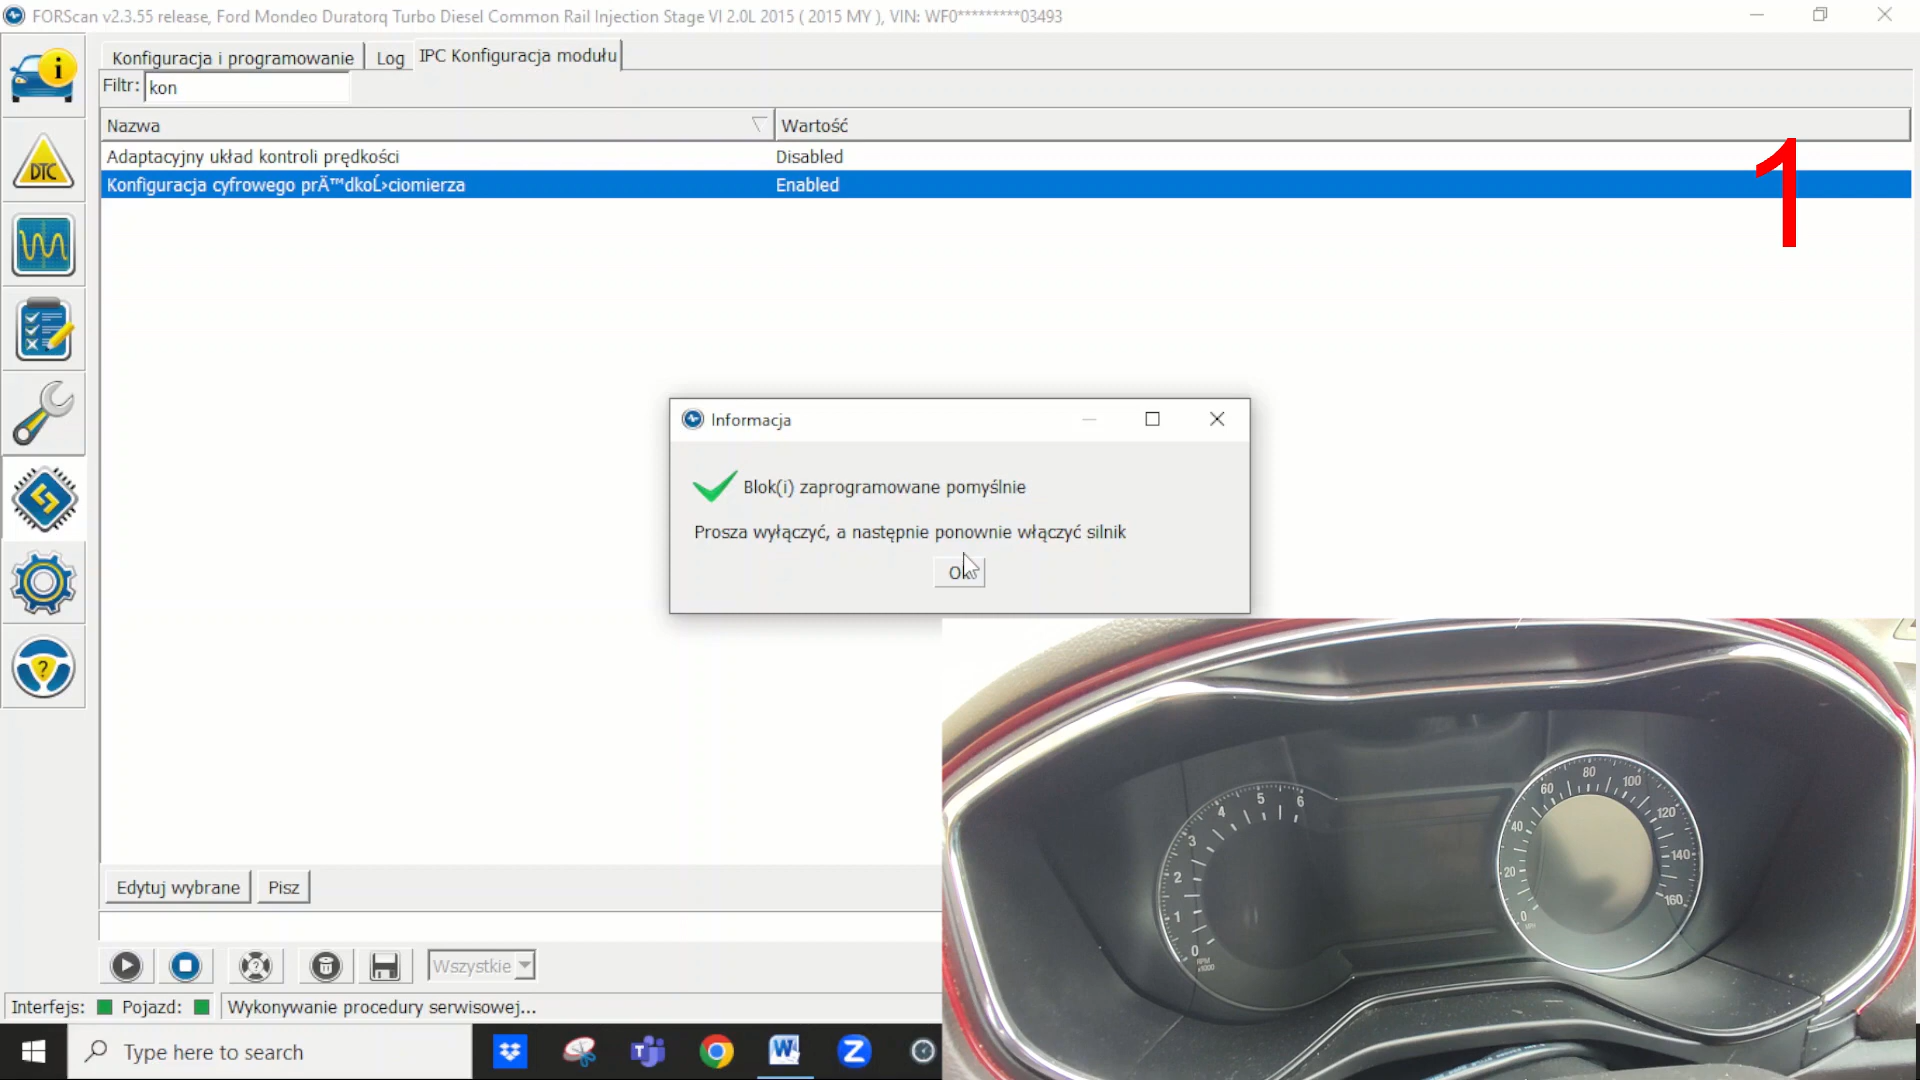 FORScan v2.3.55 release, Ford Mondeo Duratorq Turbo Diesel Common Rail Injection Stage VI 2.0L 2015 ( 2015 MY ), VIN: WF0*********03493
Konfiguracja i programowanie
Log
IPC Konfiguracja modułu
Filtr:
kon
Nazwa
Wartość
Adaptacyjny układ kontroli prędkości
Disabled
Konfiguracja cyfrowego prÄ™dkoĹ›ciomierza
Enabled
1
i
DTC
Informacja
Blok(i) zaprogramowane pomyślnie
Prosza wyłączyć, a następnie ponownie włączyć silnik
Ok
?
Edytuj wybrane
Pisz
?
Wszystkie
Interfejs:
Pojazd:
Wykonywanie procedury serwisowej...
Type here to search
T
W
Z
0
1
2
3
4
5
6
RPM
x1000
0
20
40
60
80
100
120
140
160
MPH